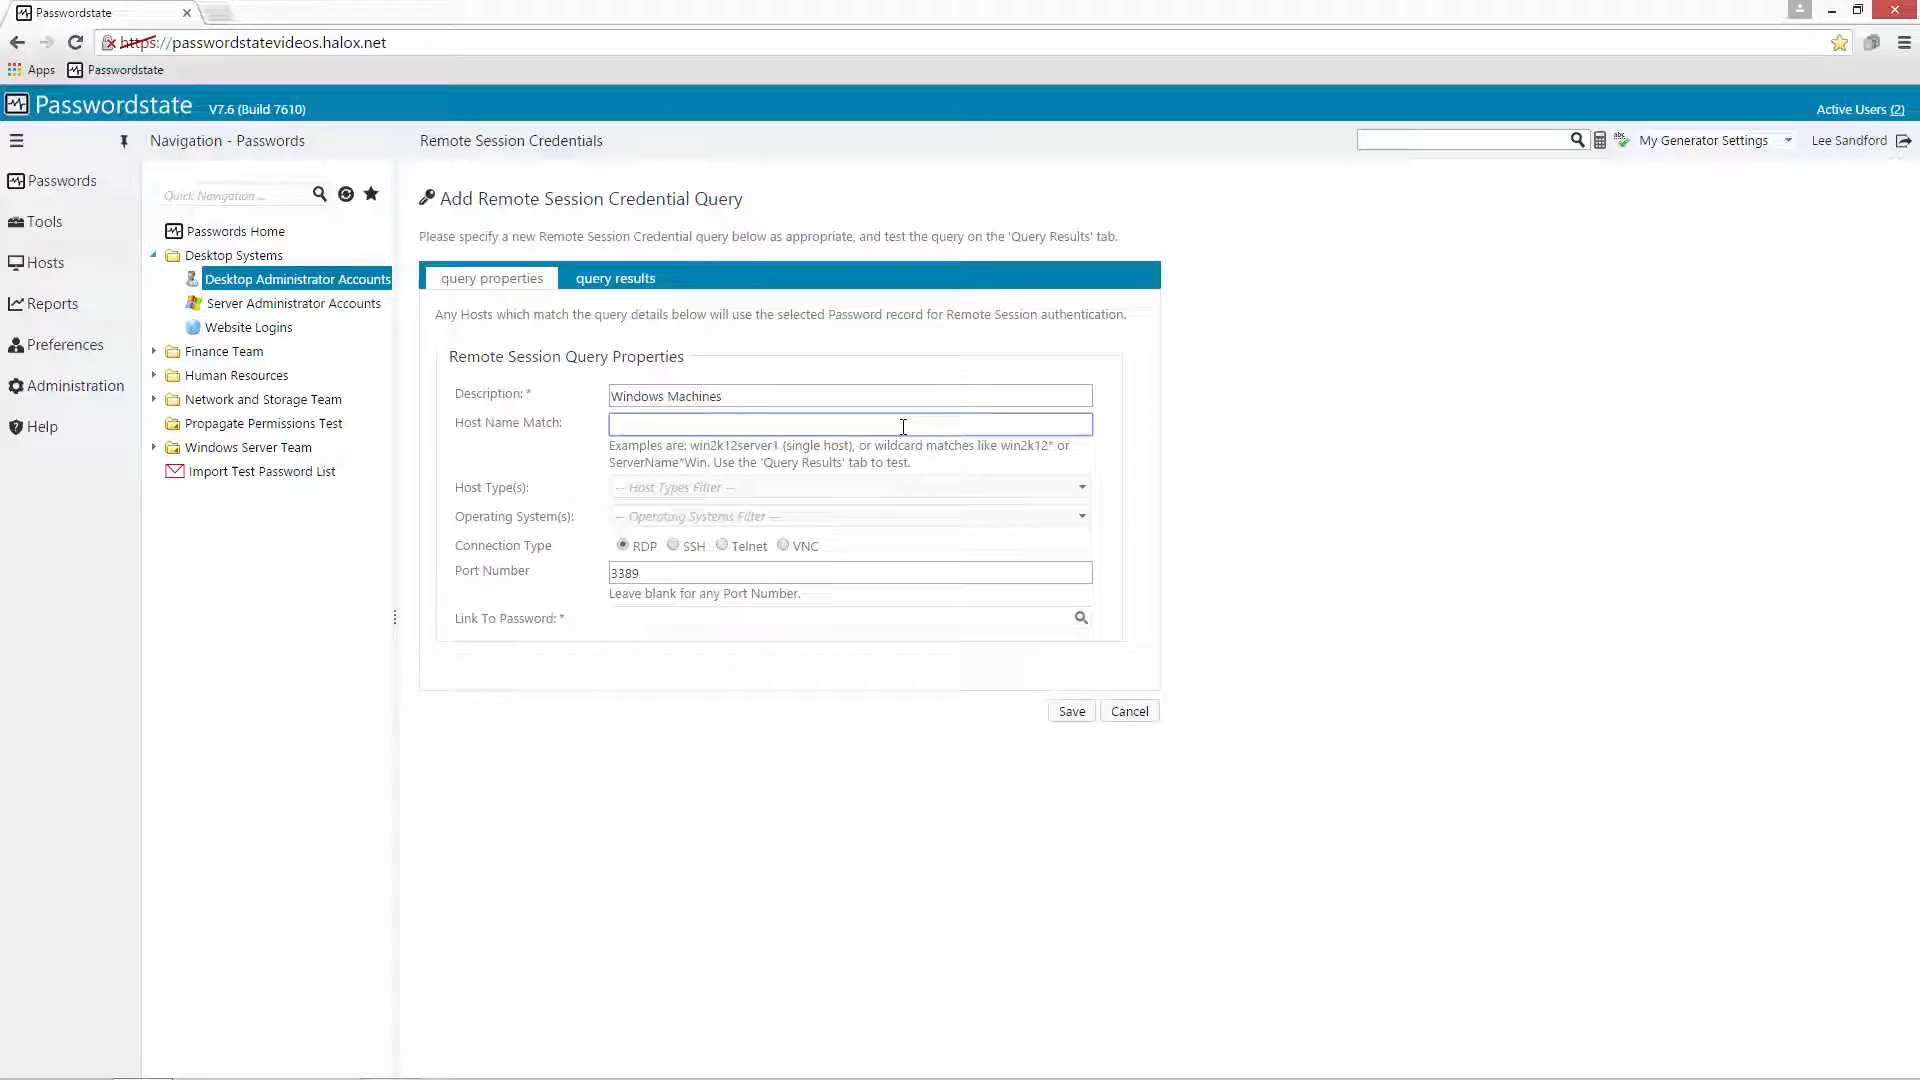 Passwordstate
https://passwordstatevideos.halox.net
Apps
Passwordstate
Passwordstate V7.6 (Build 7610)
Active Users (2)
Navigation - Passwords
Remote Session Credentials
abc
My Generator Settings
Lee Sandford
Passwords
Tools
Hosts
Reports
Preferences
Administration
Help
Quick Navigation ...
Passwords Home
Desktop Systems
Desktop Administrator Accounts
Server Administrator Accounts
Website Logins
Finance Team
Human Resources
Network and Storage Team
Propagate Permissions Test
Windows Server Team
Import Test Password List
Add Remote Session Credential Query
Please specify a new Remote Session Credential query below as appropriate, and test the query on the 'Query Results' tab.
query properties
query results
Any Hosts which match the query details below will use the selected Password record for Remote Session authentication.
Remote Session Query Properties
Description: *
Windows Machines
Host Name Match:
Examples are: win2k12server1 (single host), or wildcard matches like win2k12* or
ServerName*Win. Use the 'Query Results' tab to test.
Host Type(s):
-- Host Types Filter --
Operating System(s):
-- Operating Systems Filter --
Connection Type
RDP SSH Telnet VNC
Port Number
3389
Leave blank for any Port Number.
Link To Password: *
Save
Cancel